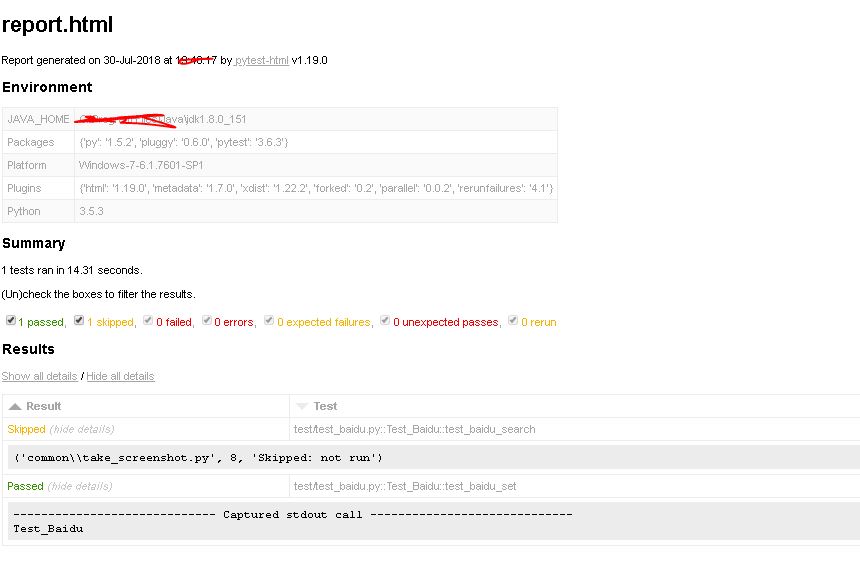 report.html
Report generated on 30-Jul-2018 at by pytest-html v1.19.0
Environment
JAVA_HOME \jdk1.8.0_151
Packages {'py': '1.5.2', 'pluggy': '0.6.0', 'pytest': '3.6.3'}
Platform Windows-7-6.1.7601-SP1
Plugins {'html': '1.19.0', 'metadata': '1.7.0', 'xdist': '1.22.2', 'forked': '0.2', 'parallel': '0.0.2', 'rerunfailures': '4.1'}
Python 3.5.3
Summary
1 tests ran in 14.31 seconds.
(Un)check the boxes to filter the results.
1 passed, 1 skipped, 0 failed, 0 errors, 0 expected failures, 0 unexpected passes, 0 rerun
Results
Show all details / Hide all details
Result Test
Skipped (hide details) test/test_baidu.py::Test_Baidu::test_baidu_search
('common\\take_screenshot.py', 8, 'Skipped: not run')
Passed (hide details) test/test_baidu.py::Test_Baidu::test_baidu_set
----------------------------- Captured stdout call -----------------------------
Test_Baidu